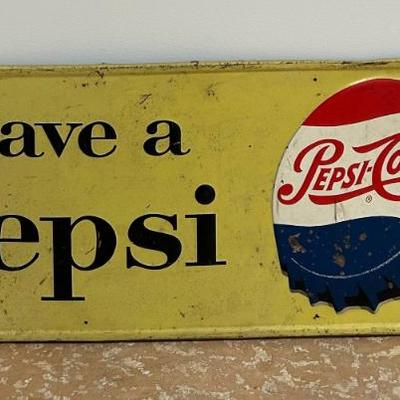 ave a
epsi
PEPSI-Co
®